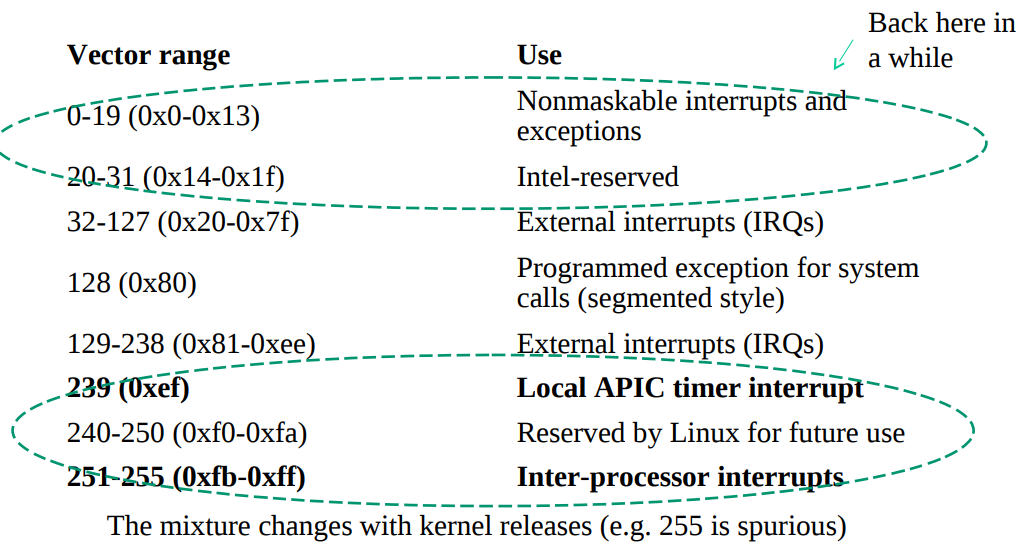 Back here in
a while
Vector range Use
0-19 (0x0-0x13) Nonmaskable interrupts and
exceptions
20-31 (0x14-0x1f) Intel-reserved
32-127 (0x20-0x7f) External interrupts (IRQs)
128 (0x80) Programmed exception for system
calls (segmented style)
129-238 (0x81-0xee) External interrupts (IRQs)
239 (0xef) Local APIC timer interrupt
240-250 (0xf0-0xfa) Reserved by Linux for future use
251-255 (0xfb-0xff) Inter-processor interrupts
The mixture changes with kernel releases (e.g. 255 is spurious)